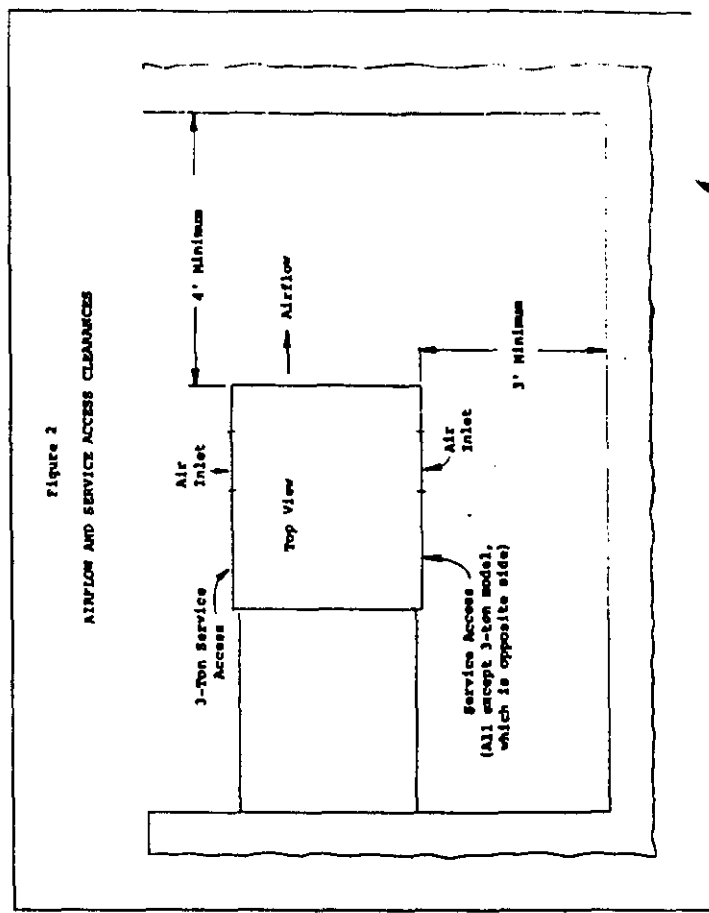 Figure 2
AIRFLOW AND SERVICE ACCESS CLEARANCES
4' Minimum
Air
Inlet
Airflow
3-Ton Service
Access
Top View
3' Minimum
Air
Inlet
Service Access
(All except 3-ton model,
which is opposite side)